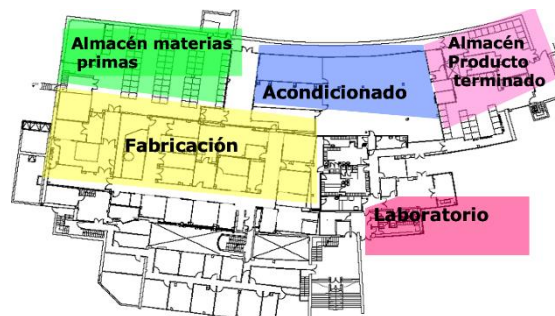 Almacén materias
primas
Acondicionado
Almacén
Producto
terminado
Fabricación
Laboratorio